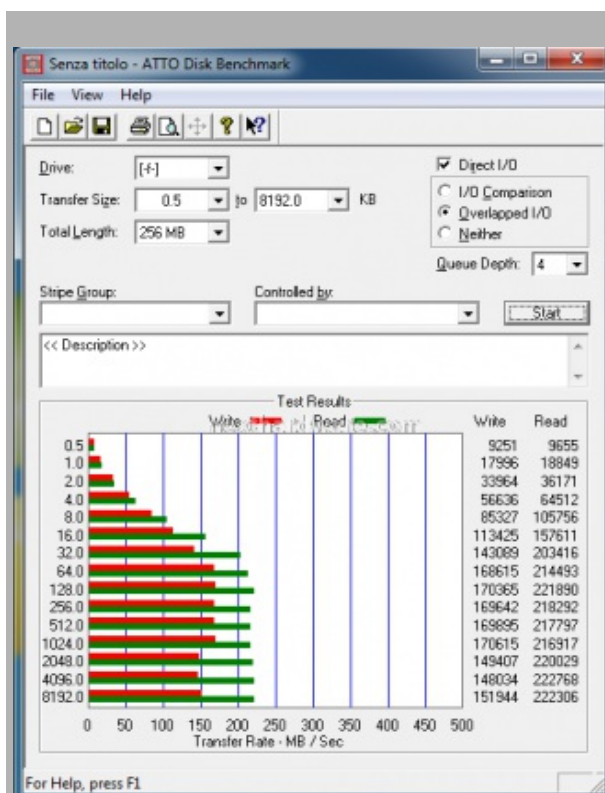 Senza titolo - ATTO Disk Benchmark
File View Help
Drive: [-f-] Direct I/O
Transfer Size: 0.5 to 8192.0 KB I/O Comparison
Overlapped I/O
Total Length: 256 MB Neither
Queue Depth: 4
Stripe Group: Controlled by:
Start
<< Description >>
Test Results
Write Read Write Read
0.5 9251 9655
1.0 17996 18849
2.0 33964 36171
4.0 56636 64512
8.0 85327 105756
16.0 113425 157611
32.0 143089 203416
64.0 168615 214493
128.0 170365 221890
256.0 169642 218292
512.0 169895 217797
1024.0 170615 216917
2048.0 149407 220029
4096.0 148034 222768
8192.0 151944 222306
0 50 100 150 200 250 300 350 400 450 500
Transfer Rate - MB / Sec
For Help, press F1